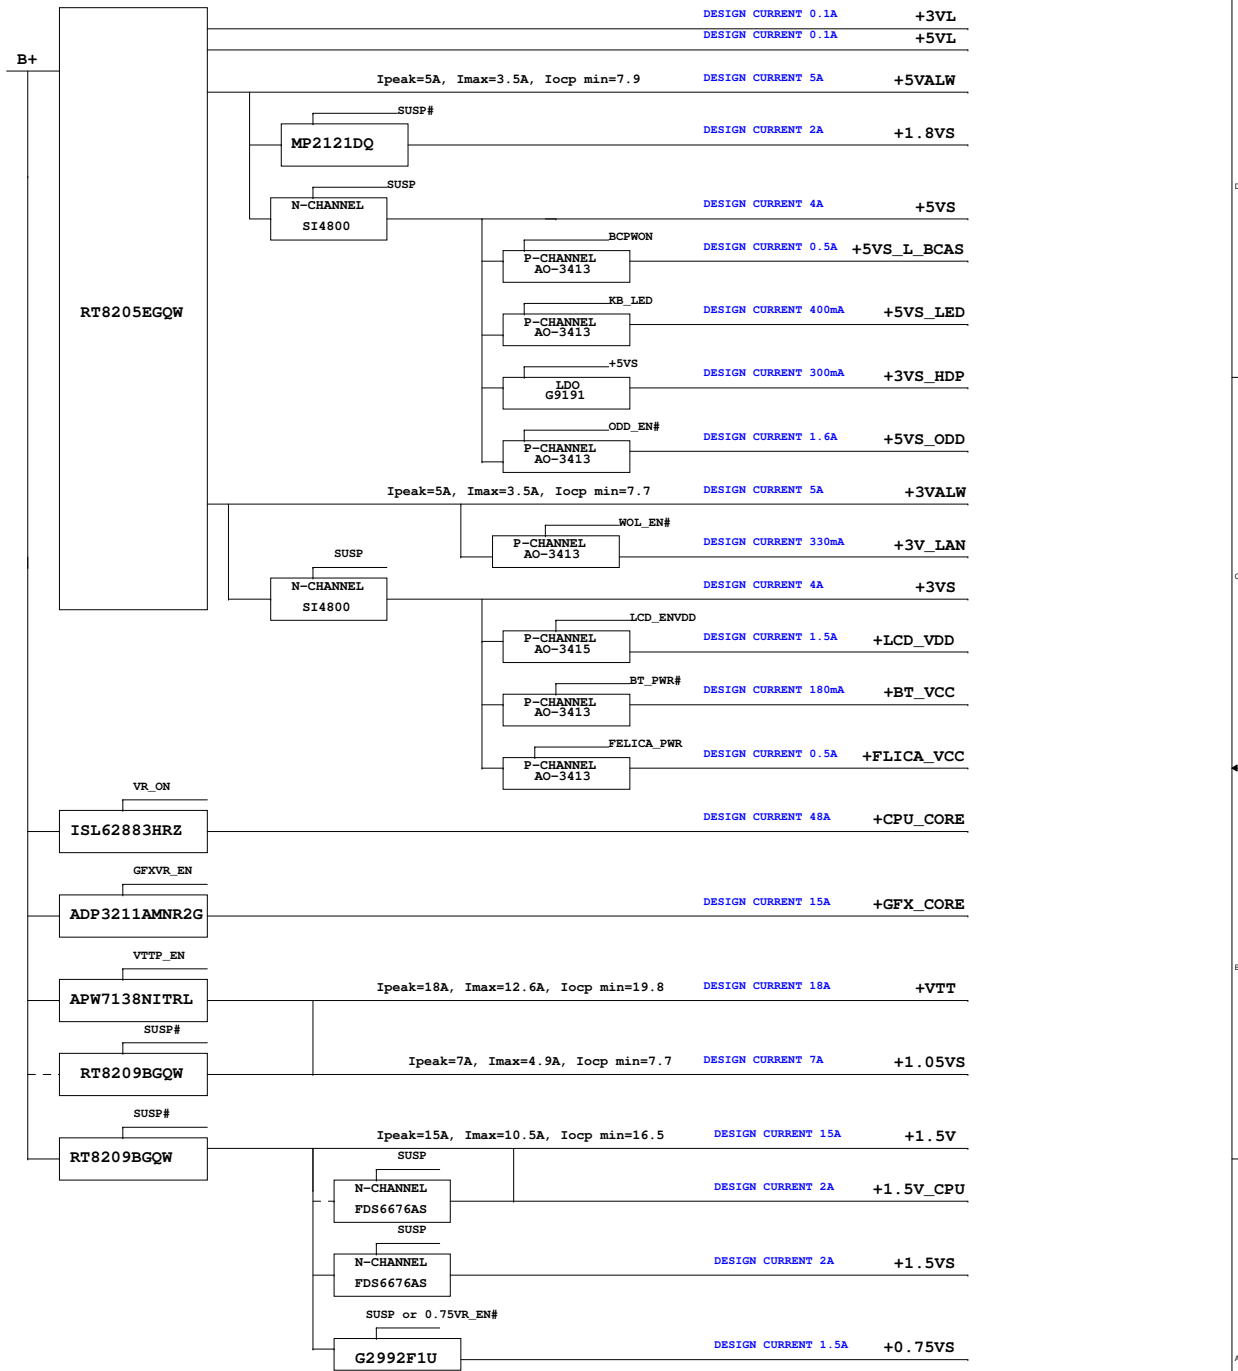 DESIGN CURRENT 0.1A +3VL
DESIGN CURRENT 0.1A +5VL
B+
Ipeak=5A, Imax=3.5A, Iocp min=7.9 DESIGN CURRENT 5A +5VALW
SUSP#
MP2121DQ DESIGN CURRENT 2A +1.8VS
SUSP
N-CHANNEL
SI4800
DESIGN CURRENT 4A +5VS
BCPWON
P-CHANNEL
AO-3413
DESIGN CURRENT 0.5A +5VS_L_BCAS
RT8205EGQW
KB_LED
P-CHANNEL
AO-3413
DESIGN CURRENT 400mA +5VS_LED
+5VS
LDO
G9191
DESIGN CURRENT 300mA +3VS_HDP
ODD_EN#
P-CHANNEL
AO-3413
DESIGN CURRENT 1.6A +5VS_ODD
Ipeak=5A, Imax=3.5A, Iocp min=7.7 DESIGN CURRENT 5A +3VALW
WOL_EN#
P-CHANNEL
AO-3413
DESIGN CURRENT 330mA +3V_LAN
SUSP
N-CHANNEL
SI4800
DESIGN CURRENT 4A +3VS
LCD_ENVDD
P-CHANNEL
AO-3415
DESIGN CURRENT 1.5A +LCD_VDD
BT_PWR#
P-CHANNEL
AO-3413
DESIGN CURRENT 180mA +BT_VCC
FELICA_PWR
P-CHANNEL
AO-3413
DESIGN CURRENT 0.5A +FLICA_VCC
VR_ON
ISL62883HRZ DESIGN CURRENT 48A +CPU_CORE
GFXVR_EN
ADP3211AMNR2G DESIGN CURRENT 15A +GFX_CORE
VTTP_EN
APW7138NITRL Ipeak=18A, Imax=12.6A, Iocp min=19.8 DESIGN CURRENT 18A +VTT
SUSP#
RT8209BGQW Ipeak=7A, Imax=4.9A, Iocp min=7.7 DESIGN CURRENT 7A +1.05VS
SUSP#
RT8209BGQW Ipeak=15A, Imax=10.5A, Iocp min=16.5 DESIGN CURRENT 15A +1.5V
SUSP
N-CHANNEL
FDS6676AS
DESIGN CURRENT 2A +1.5V_CPU
SUSP
N-CHANNEL
FDS6676AS
DESIGN CURRENT 2A +1.5VS
SUSP or 0.75VR_EN#
G2992F1U DESIGN CURRENT 1.5A +0.75VS